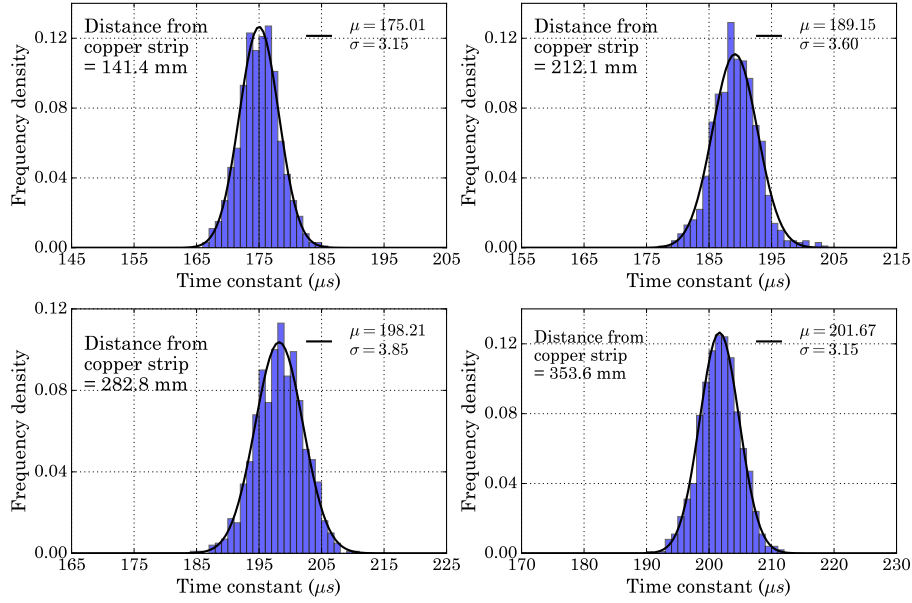 Distance from
copper strip
= 141.4 mm
μ = 175.01
σ = 3.15
Frequency density
0.12
0.08
0.04
0.00
145 155 165 175 185 195 205
Time constant (μs)
Distance from
copper strip
= 212.1 mm
μ = 189.15
σ = 3.60
Frequency density
0.12
0.08
0.04
0.00
155 165 175 185 195 205 215
Time constant (μs)
Distance from
copper strip
= 282.8 mm
μ = 198.21
σ = 3.85
Frequency density
0.12
0.08
0.04
0.00
165 175 185 195 205 215 225
Time constant (μs)
Distance from
copper strip
= 353.6 mm
μ = 201.67
σ = 3.15
Frequency density
0.12
0.08
0.04
0.00
170 180 190 200 210 220 230
Time constant (μs)